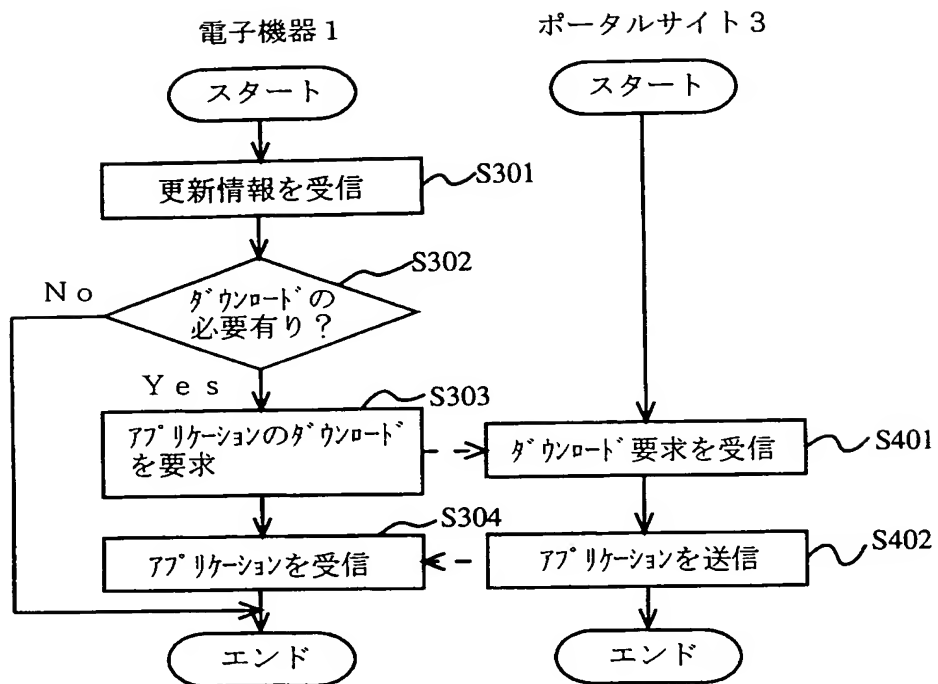 電子機器1
ポータルサイト3
スタート
スタート
更新情報を受信
S301
S302
No
ﾀﾞｳﾝﾛｰﾄﾞの
必要有り?
Yes
S303
ｱﾌﾟﾘｹｰｼｮﾝのﾀﾞｳﾝﾛｰﾄﾞ
を要求
ﾀﾞｳﾝﾛｰﾄﾞ要求を受信
S401
S304
ｱﾌﾟﾘｹｰｼｮﾝを受信
ｱﾌﾟﾘｹｰｼｮﾝを送信
S402
エンド
エンド